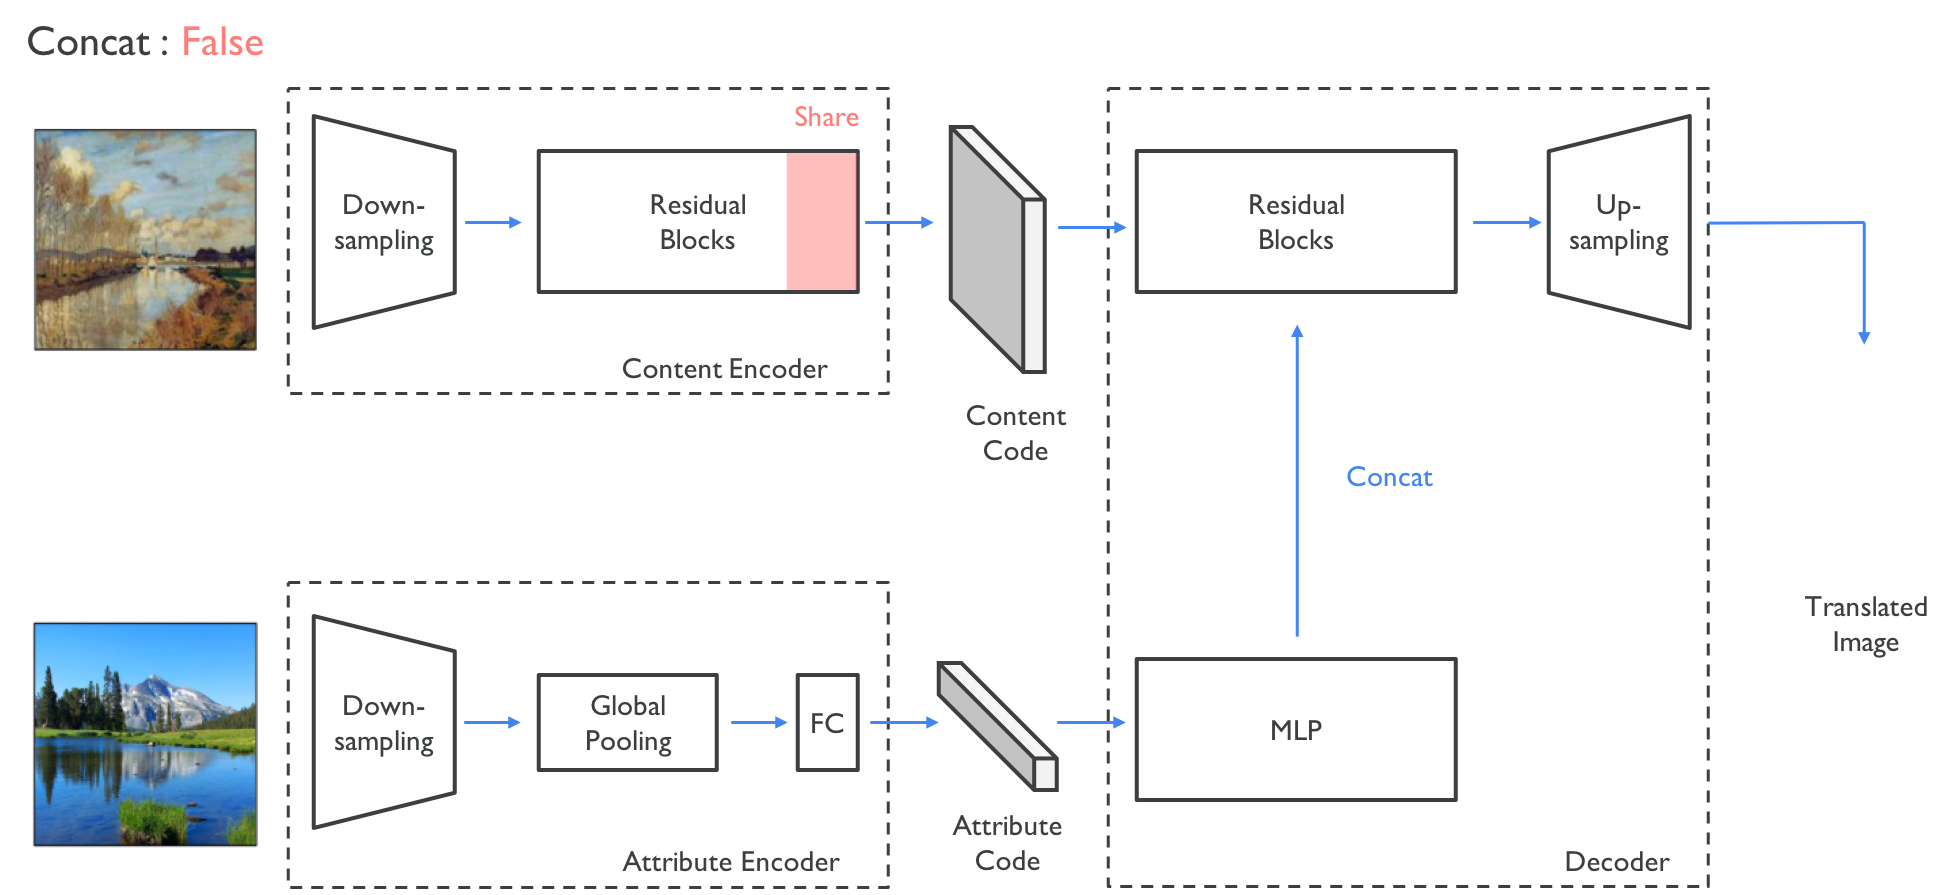 Concat : False
Share
Down-
sampling
Residual
Blocks
Content Encoder
Content
Code
Residual
Blocks
Up-
sampling
Concat
Translated
Image
Down-
sampling
Global
Pooling
FC
Attribute Encoder
Attribute
Code
MLP
Decoder